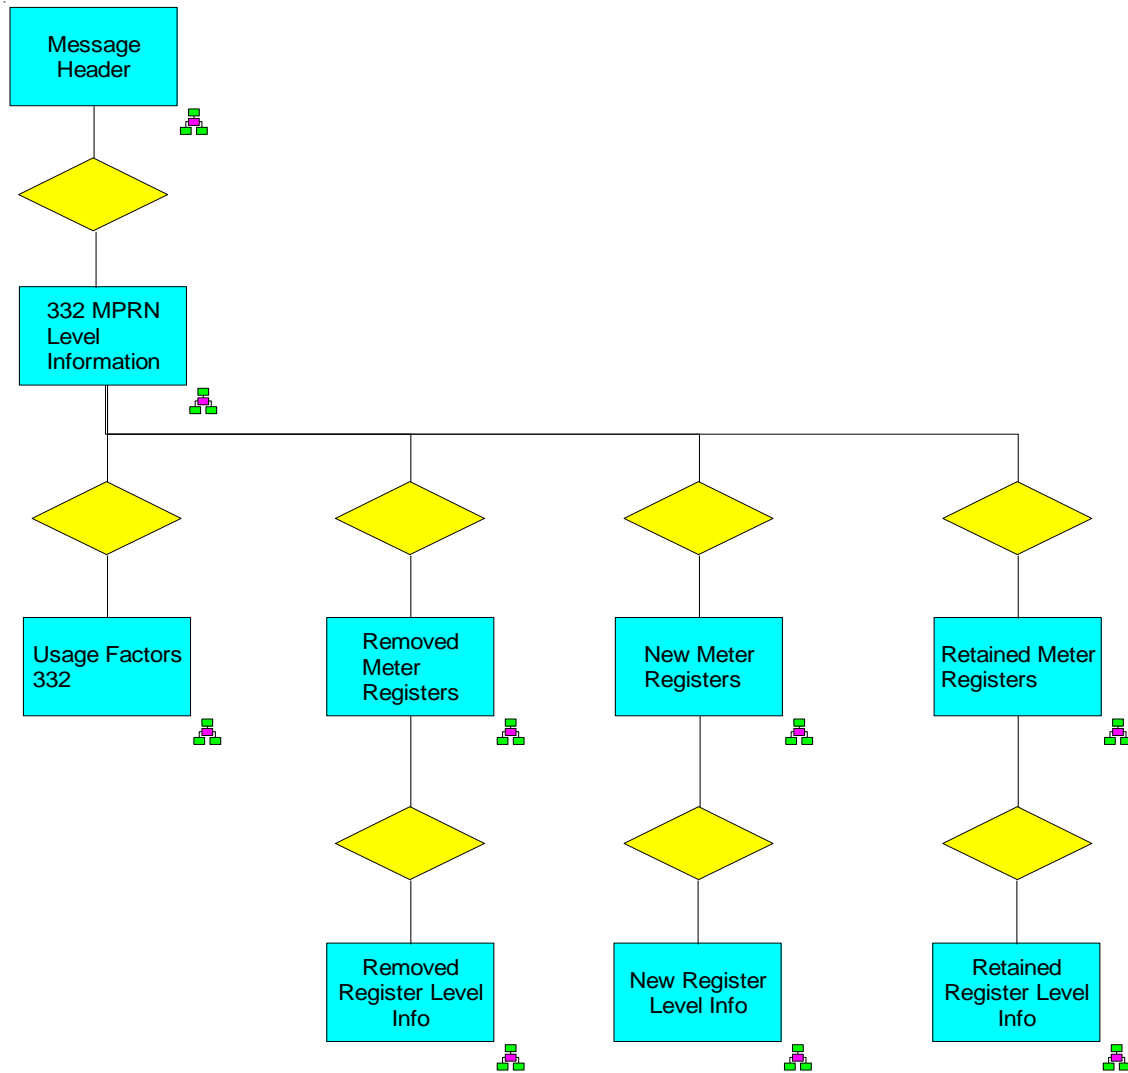 Message
Header
332 MPRN
Level
Information
Usage Factors
332
Removed
Meter
Registers
New Meter
Registers
Retained Meter
Registers
Removed
Register Level
Info
New Register
Level Info
Retained
Register Level
Info